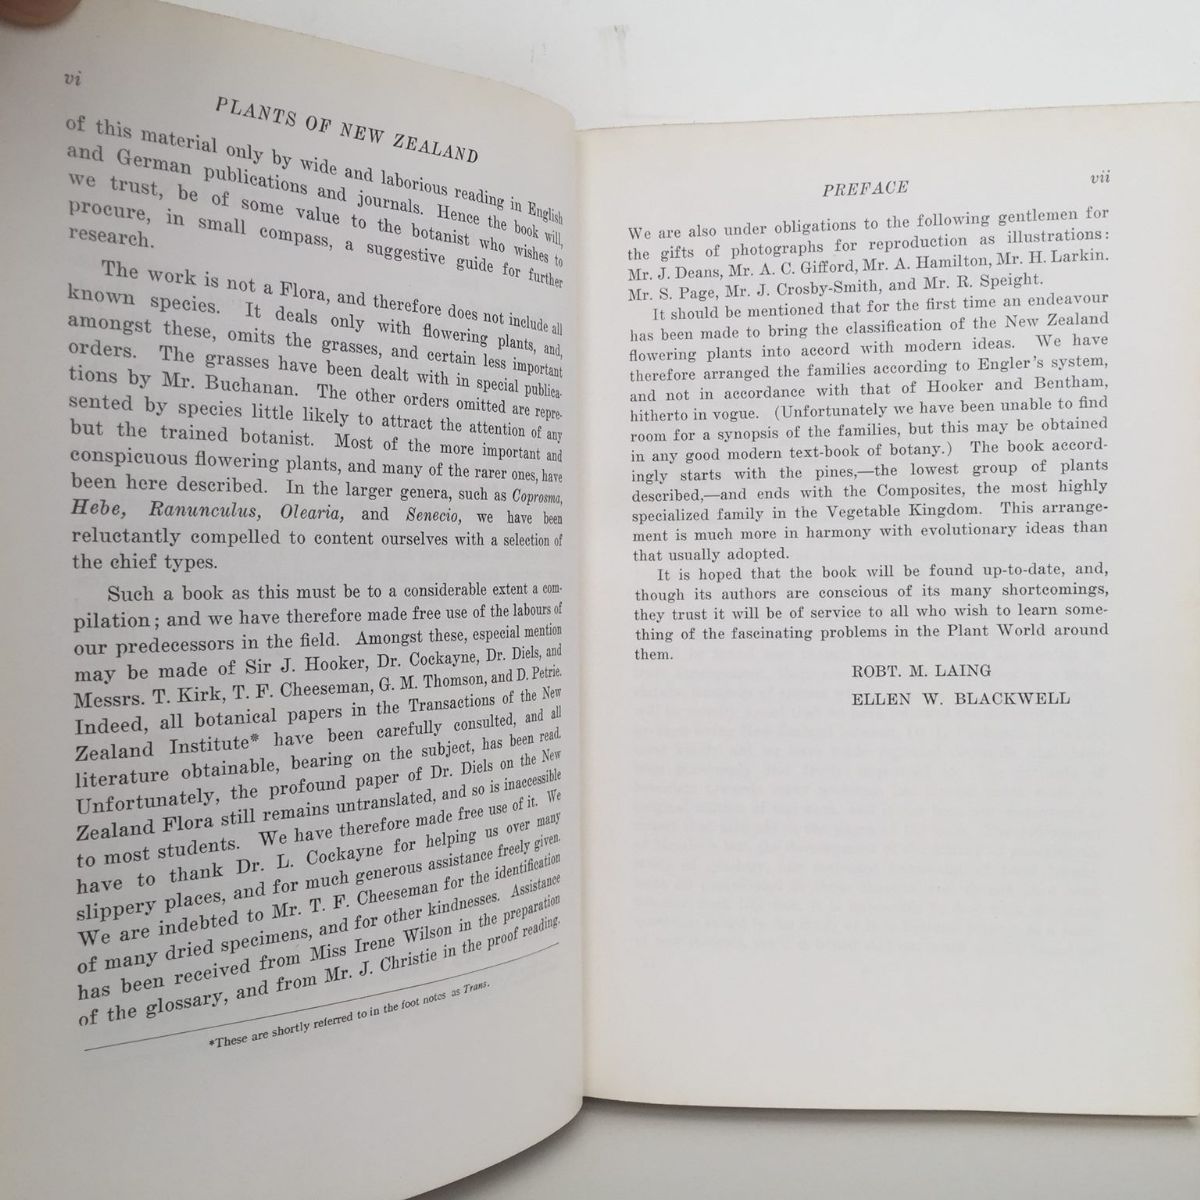 vi
PLANTS OF NEW ZEALAND
of this material only by wide and laborious reading in English
and German publications and journals. Hence the book will,
we trust, be of some value to the botanist who wishes to
procure, in small compass, a suggestive guide for further
research.
The work is not a Flora, and therefore does not include all
known species. It deals only with flowering plants, and,
amongst these, omits the grasses, and certain less important
orders. The grasses have been dealt with in special publica-
tions by Mr. Buchanan. The other orders omitted are repre-
sented by species little likely to attract the attention of any
but the trained botanist. Most of the more important and
conspicuous flowering plants, and many of the rarer ones, have
been here described. In the larger genera, such as Coprosma,
Hebe, Ranunculus, Olearia, and Senecio, we have been
reluctantly compelled to content ourselves with a selection of
the chief types.
Such a book as this must be to a considerable extent a com-
pilation; and we have therefore made free use of the labours of
our predecessors in the field. Amongst these, especial mention
may be made of Sir J. Hooker, Dr. Cockayne, Dr. Diels, and
Messrs. T. Kirk, T. F. Cheeseman, G. M. Thomson, and D. Petrie.
Indeed, all botanical papers in the Transactions of the New
Zealand Institute* have been carefully consulted, and all
literature obtainable, bearing on the subject, has been read.
Unfortunately, the profound paper of Dr. Diels on the New
Zealand Flora still remains untranslated, and so is inaccessible
to most students. We have therefore made free use of it. We
have to thank Dr. L. Cockayne for helping us over many
slippery places, and for much generous assistance freely given.
We are indebted to Mr. T. F. Cheeseman for the identification
of many dried specimens, and for other kindnesses. Assistance
has been received from Miss Irene Wilson in the preparation
of the glossary, and from Mr. J. Christie in the proof reading.
*These are shortly referred to in the foot notes as Trans.
PREFACE
vii
We are also under obligations to the following gentlemen for
the gifts of photographs for reproduction as illustrations:
Mr. J. Deans, Mr. A. C. Gifford, Mr. A. Hamilton, Mr. H. Larkin.
Mr. S. Page, Mr. J. Crosby-Smith, and Mr. R. Speight.
It should be mentioned that for the first time an endeavour
has been made to bring the classification of the New Zealand
flowering plants into accord with modern ideas. We have
therefore arranged the families according to Engler's system,
and not in accordance with that of Hooker and Bentham,
hitherto in vogue. (Unfortunately we have been unable to find
room for a synopsis of the families, but this may be obtained
in any good modern text-book of botany.) The book accord-
ingly starts with the pines,—the lowest group of plants
described,—and ends with the Composites, the most highly
specialized family in the Vegetable Kingdom. This arrange-
ment is much more in harmony with evolutionary ideas than
that usually adopted.
It is hoped that the book will be found up-to-date, and,
though its authors are conscious of its many shortcomings,
they trust it will be of service to all who wish to learn some-
thing of the fascinating problems in the Plant World around
them.
ROBT. M. LAING
ELLEN W. BLACKWELL